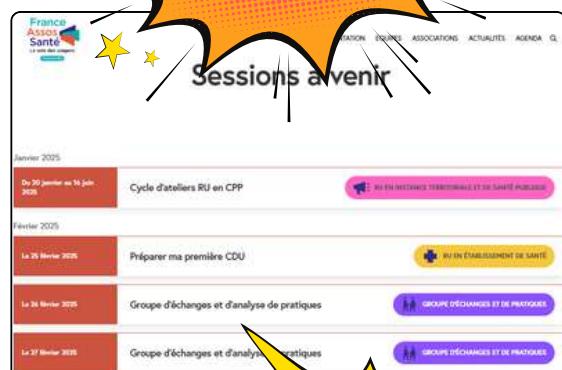 France
Assos
Santé
La voix des usagers
ÉQUIPES ASSOCIATIONS ACTUALITÉS AGENDA
Sessions à venir
Janvier 2025
Du 20 janvier au 16 juin
2025
Cycle d'ateliers RU en CPP
RU EN INSTANCE TERRITORIALE ET DE SANTÉ PUBLIQUE
Février 2025
Le 25 février 2025
Préparer ma première CDU
RU EN ÉTABLISSEMENT DE SANTÉ
Le 26 février 2025
Groupe d'échanges et d'analyse de pratiques
GROUPE D'ÉCHANGES ET DE PRATIQUES
Le 27 février 2025
Groupe d'échanges et d'analyse pratiques
GROUPE D'ÉCHANGES ET DE PRATIQUES